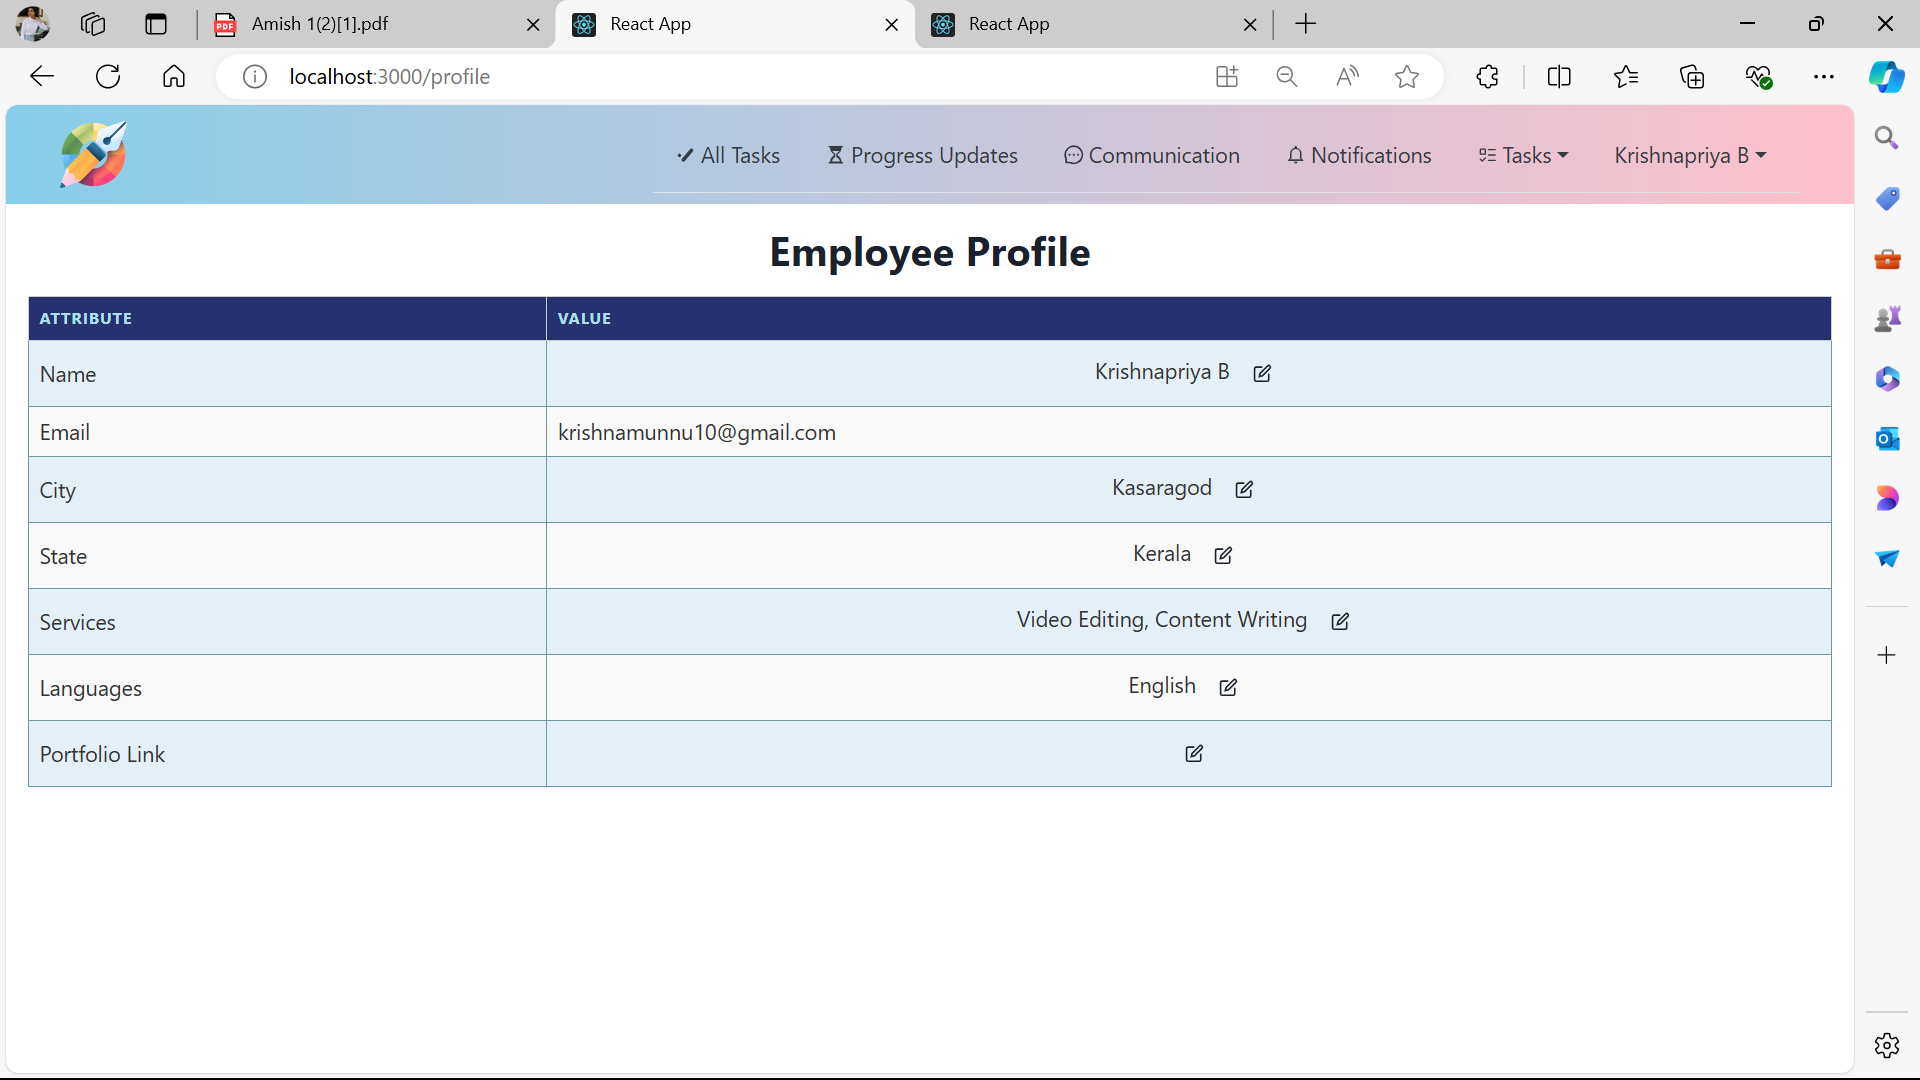 Amish 1(2)[1].pdf
React App
React App
localhost:3000/profile
All Tasks
Progress Updates
Communication
Notifications
Tasks
Krishnapriya B
Employee Profile
ATTRIBUTE VALUE
Name Krishnapriya B
Email krishnamunnu10@gmail.com
City Kasaragod
State Kerala
Services Video Editing, Content Writing
Languages English
Portfolio Link